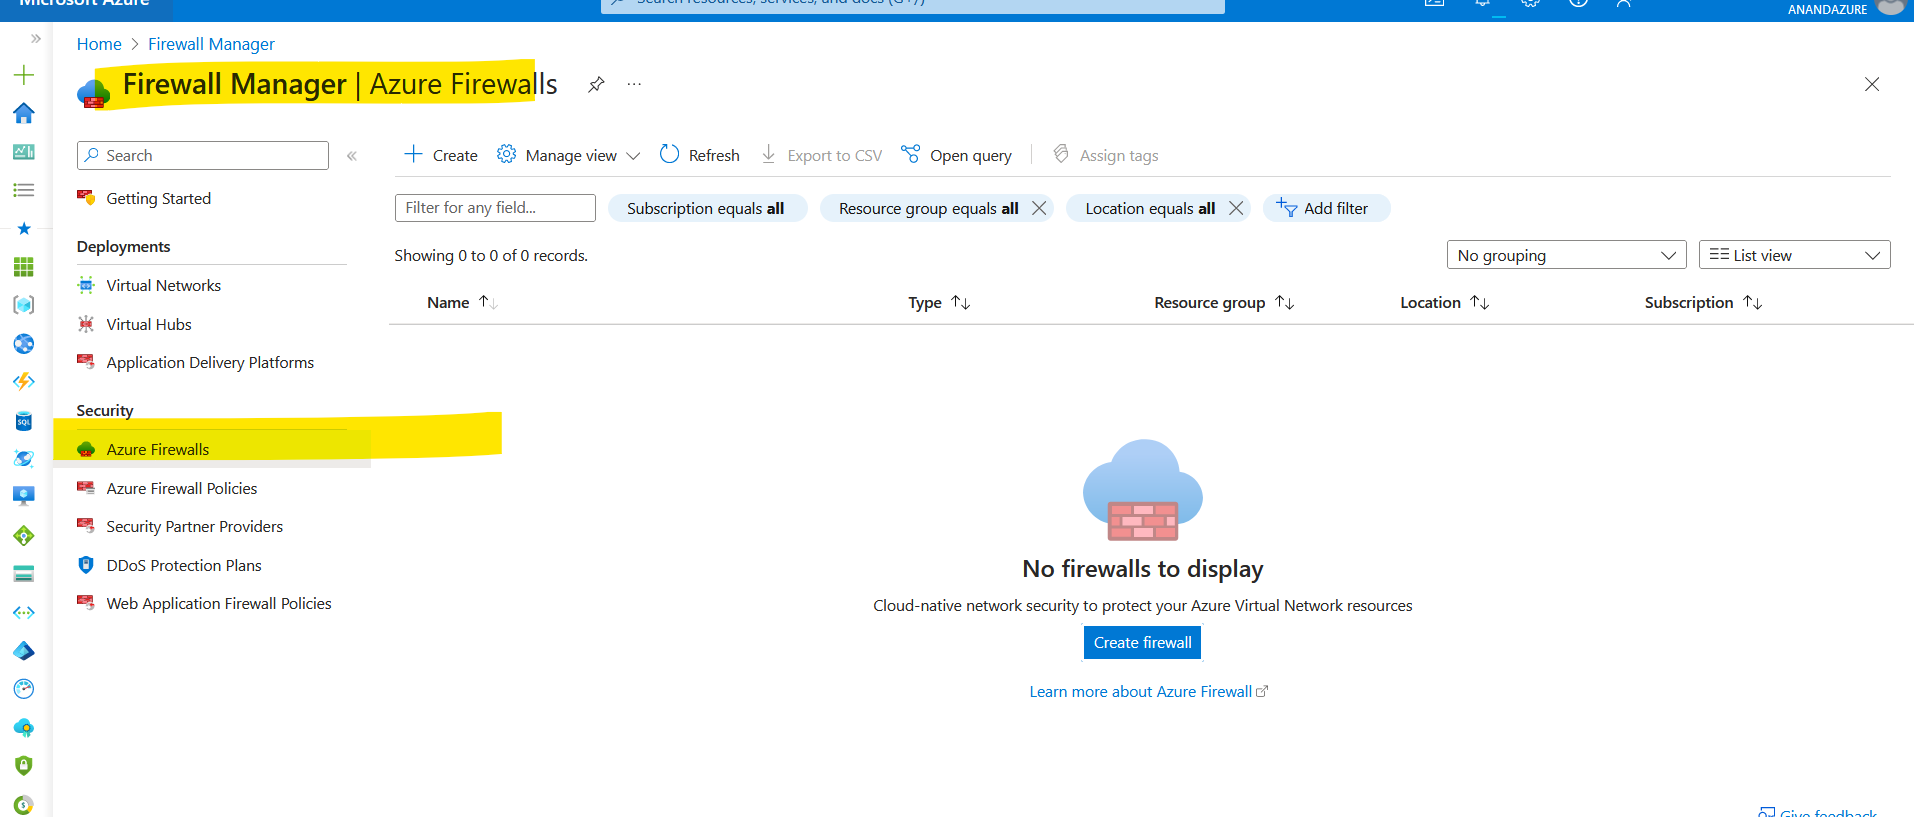 Microsoft Azure
Search resources, services, and docs (G+/)
ANANDAZURE
Home > Firewall Manager
Firewall Manager | Azure Firewalls
Search
Getting Started
Deployments
Virtual Networks
Virtual Hubs
Application Delivery Platforms
Security
Azure Firewalls
Azure Firewall Policies
Security Partner Providers
DDoS Protection Plans
Web Application Firewall Policies
Create
Manage view
Refresh
Export to CSV
Open query
Assign tags
Filter for any field...
Subscription equals all
Resource group equals all
Location equals all
Add filter
Showing 0 to 0 of 0 records.
No grouping
List view
Name
Type
Resource group
Location
Subscription
No firewalls to display
Cloud-native network security to protect your Azure Virtual Network resources
Create firewall
Learn more about Azure Firewall
Give feedback